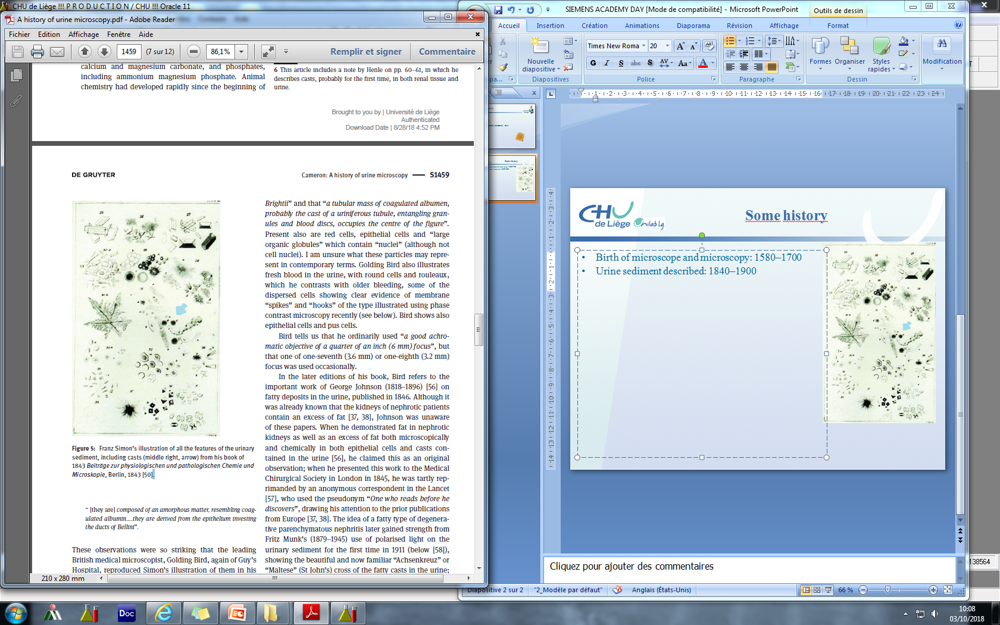 CHU de Liège !!! P R O D U C T I O N / CHU !!! Oracle 11
A history of urine microscopy.pdf - Adobe Reader
Fichier Edition Affichage Fenêtre Aide
1459 (7 sur 12) 86,1% Remplir et signer Commentaire
calcium and magnesium carbonate, and phosphates,
including ammonium magnesium phosphate. Animal
chemistry had developed rapidly since the beginning of
6 This article includes a note by Henle on pp. 60–61, in which he
describes casts, probably for the first time, in both renal tissue and
urine.
Brought to you by | Université de Liège
Authenticated
Download Date | 8/28/18 4:52 PM
DE GRUYTER
Cameron: A history of urine microscopy — S1459
25 26 27
Figure 5: Franz Simon's illustration of all the features of the urinary
sediment, including casts (middle right, arrow) from his book of
1843 Beiträge zur physiologischen und pathologischen Chemie und
Microskopie, Berlin, 1843 [50].
“ [they are] composed of an amorphous matter, resembling coag-
ulated albumin....they are derived from the epithelium investing
the ducts of Bellini”.
These observations were so striking that the leading
British medical microscopist, Golding Bird, again of Guy's
Hospital, reproduced Simon's illustration of them in his
Brightii” and that “a tubular mass of coagulated albumen,
probably the cast of a uriniferous tubule, entangling gran-
ules and blood discs, occupies the centre of the figure”.
Present also are red cells, epithelial cells and “large
organic globules” which contain “nuclei” (although not
cell nuclei). I am unsure what these particles may repre-
sent in contemporary terms. Golding Bird also illustrates
fresh blood in the urine, with round cells and rouleaux,
which he contrasts with older bleeding, some of the
dispersed cells showing clear evidence of membrane
“spikes” and “hooks” of the type illustrated using phase
contrast microscopy recently (see below). Bird shows also
epithelial cells and pus cells.
Bird tells us that he ordinarily used “a good achro-
matic objective of a quarter of an inch (6 mm) focus”, but
that one of one-seventh (3.6 mm) or one-eighth (3.2 mm)
focus was used occasionally.
In the later editions of his book, Bird refers to the
important work of George Johnson (1818–1896) [56] on
fatty deposits in the urine, published in 1846. Although it
was already known that the kidneys of nephrotic patients
contain an excess of fat [37, 38], Johnson was unaware
of these papers. When he demonstrated fat in nephrotic
kidneys as well as an excess of fat both microscopically
and chemically in both epithelial cells and casts con-
tained in the urine [56], he claimed this as an original
observation; when he presented this work to the Medical
Chirurgical Society in London in 1845, he was tartly rep-
rimanded by an anonymous correspondent in the Lancet
[57], who used the pseudonym “One who reads before he
discovers”, drawing his attention to the prior publications
from Europe [37, 38]. The idea of a fatty type of degenera-
tive parenchymatous nephritis later gained strength from
Fritz Munk's (1879–1945) use of polarised light on the
urinary sediment for the first time in 1911 (below [58]),
showing the beautiful and now familiar “Achsenkreuz” or
“Maltese” (St John's) cross of the fatty casts in the urine;
210 x 280 mm
SIEMENS ACADEMY DAY [Mode de compatibilité] - Microsoft PowerPoint
Outils de dessin
Accueil Insertion Création Animations Diaporama Révision Affichage Format
Nouvelle
diapositive
Diapositives
Times New Roma 20
G I S abc S AV Aa A
Police
Paragraphe
Formes Organiser Styles
rapides
Dessin
Modification
CHU
de Liège
Unilab Lg
Some history
• Birth of microscope and microscopy: 1580–1700
• Urine sediment described: 1840–1900
Cliquez pour ajouter des commentaires
138564
Diapositive 2 sur 2 "2_Modèle par défaut" Anglais (États-Unis) 66 %
Doc
10:08
03/10/2018